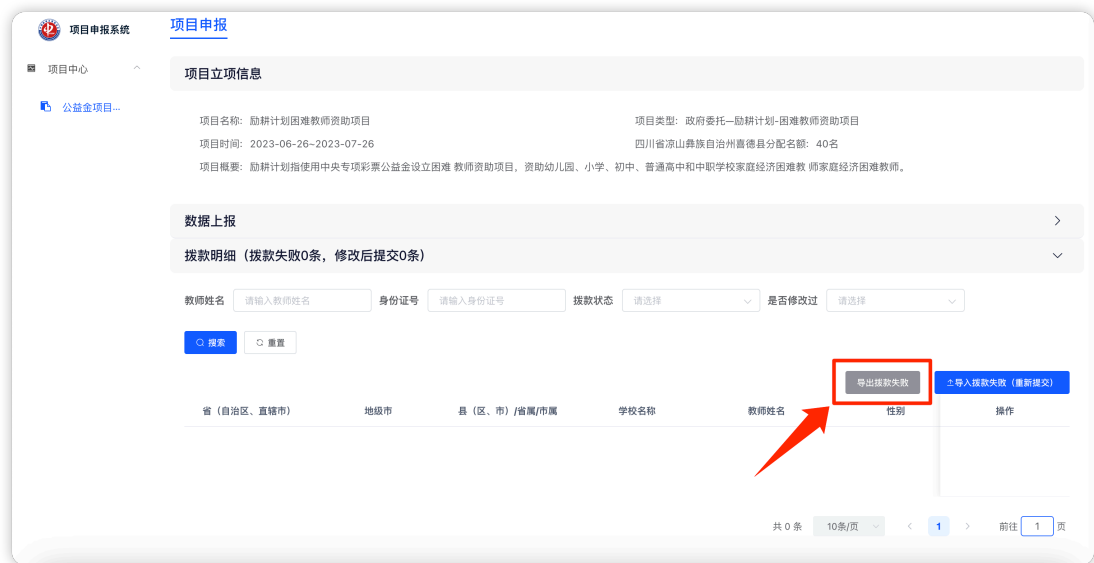 项目申报系统
项目申报
项目中心
公益金项目...
项目立项信息
项目名称: 励耕计划困难教师资助项目
项目类型: 政府委托—励耕计划-困难教师资助项目
项目时间: 2023-06-26~2023-07-26
四川省凉山彝族自治州喜德县分配名额: 40名
项目概要: 励耕计划指使用中央专项彩票公益金设立困难 教师资助项目，资助幼儿园、小学、初中、普通高中和中职学校家庭经济困难教 师家庭经济困难教师。
数据上报
拨款明细（拨款失败0条，修改后提交0条）
教师姓名 请输入教师姓名 身份证号 请输入身份证号 拨款状态 请选择 是否修改过 请选择
搜索 重置
导出拨款失败 导入拨款失败（重新提交）
省（自治区、直辖市） 地级市 县（区、市）/省属/市属 学校名称 教师姓名 性别 操作
共 0 条 10条/页 < 1 > 前往 1 页